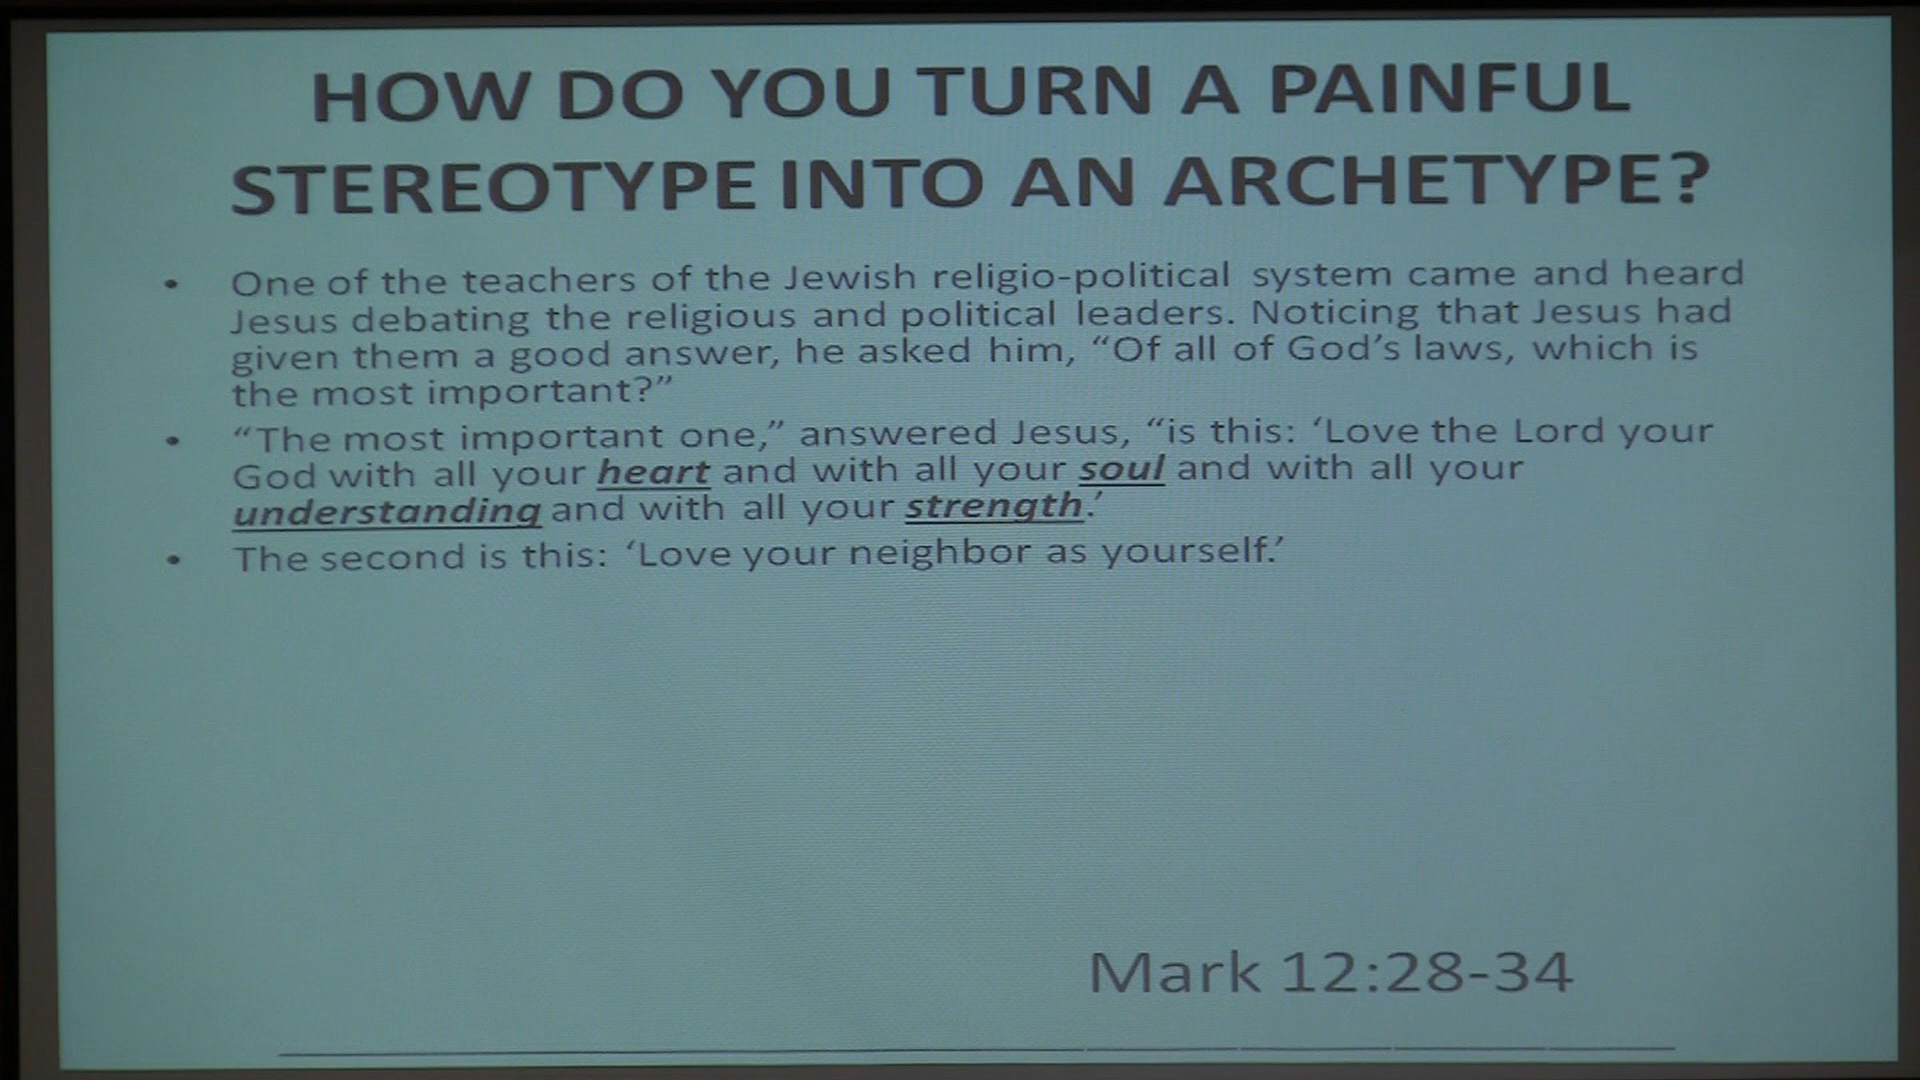 HOW DO YOU TURN A PAINFUL
STEREOTYPE INTO AN ARCHETYPE?
• One of the teachers of the Jewish religio-political system came and heard
Jesus debating the religious and political leaders. Noticing that Jesus had
given them a good answer, he asked him, “Of all of God’s laws, which is
the most important?”
• “The most important one,” answered Jesus, “is this: ‘Love the Lord your
God with all your heart and with all your soul and with all your
understanding and with all your strength.’
• The second is this: ‘Love your neighbor as yourself.’
Mark 12:28-34